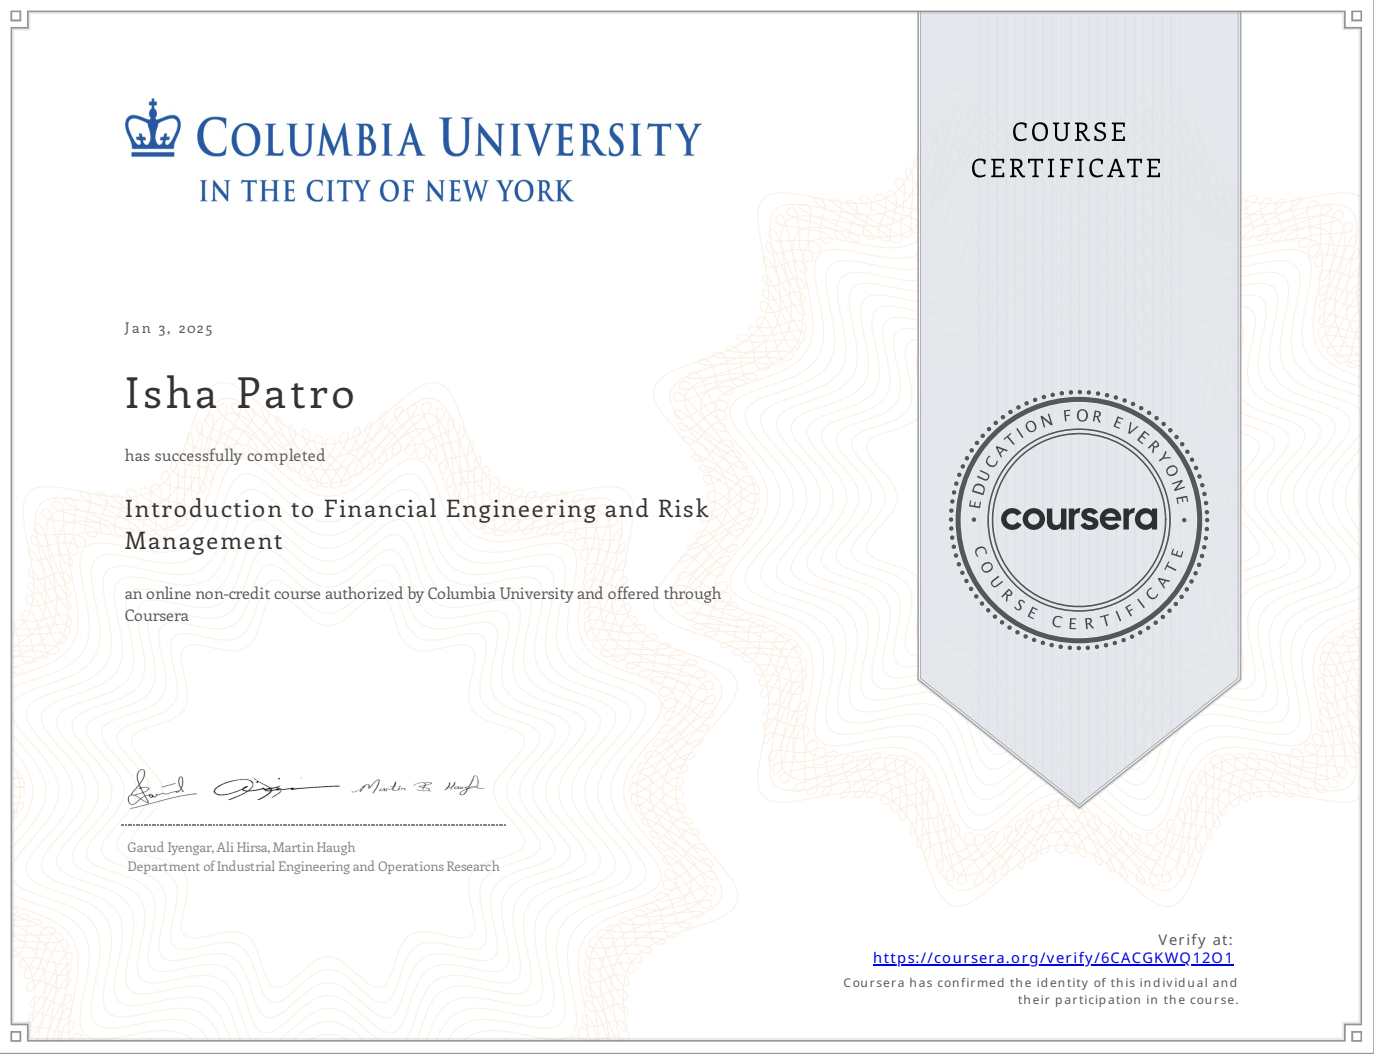 COLUMBIA UNIVERSITY
IN THE CITY OF NEW YORK
COURSE
CERTIFICATE
Jan 3, 2025
Isha Patro
has successfully completed
Introduction to Financial Engineering and Risk
Management
an online non-credit course authorized by Columbia University and offered through
Coursera
EDUCATION FOR EVERYONE
coursera
COURSE CERTIFICATE
Martin B Haugh
Garud Iyengar, Ali Hirsa, Martin Haugh
Department of Industrial Engineering and Operations Research
Verify at:
https://coursera.org/verify/6CACGKWQ12O1
Coursera has confirmed the identity of this individual and
their participation in the course.